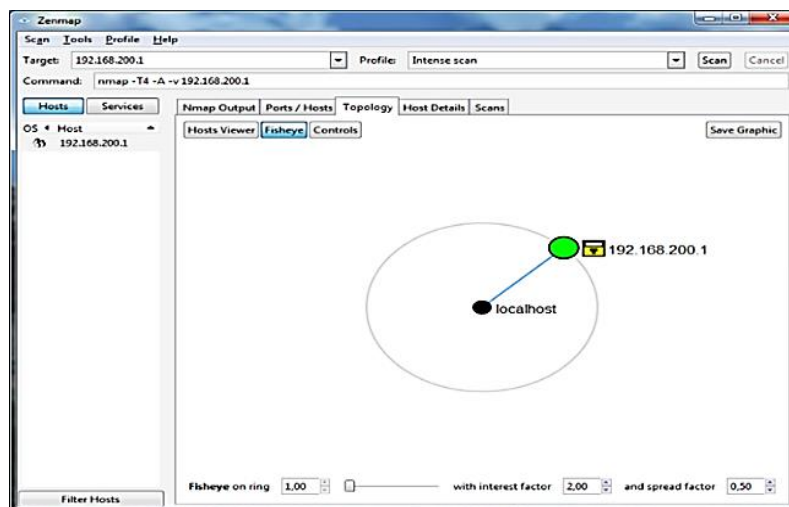 Zenmap
Scan Tools Profile Help
Target: 192.168.200.1 Profile: Intense scan Scan Cancel
Command: nmap -T4 -A -v 192.168.200.1
Hosts Services Nmap Output Ports / Hosts Topology Host Details Scans
OS Host Hosts Viewer Fisheye Controls Save Graphic
192.168.200.1
192.168.200.1
localhost
Fisheye on ring 1,00 with interest factor 2,00 and spread factor 0,50
Filter Hosts